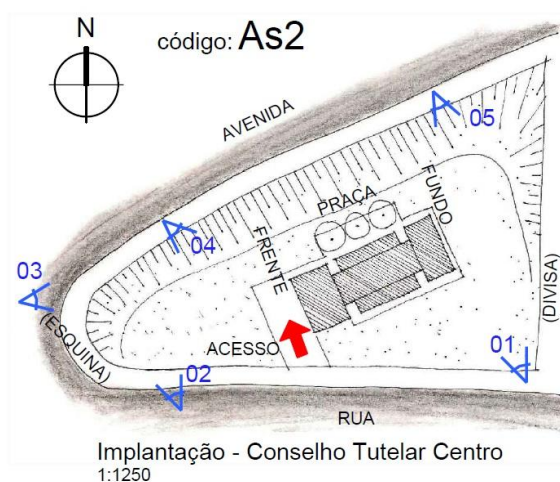 N
código: As2
AVENIDA
05
PRAÇA
FUNDO
04
FRENTE
03
(ESQUINA)
(DIVISA)
ACESSO
01
02
RUA
Implantação - Conselho Tutelar Centro
1:1250